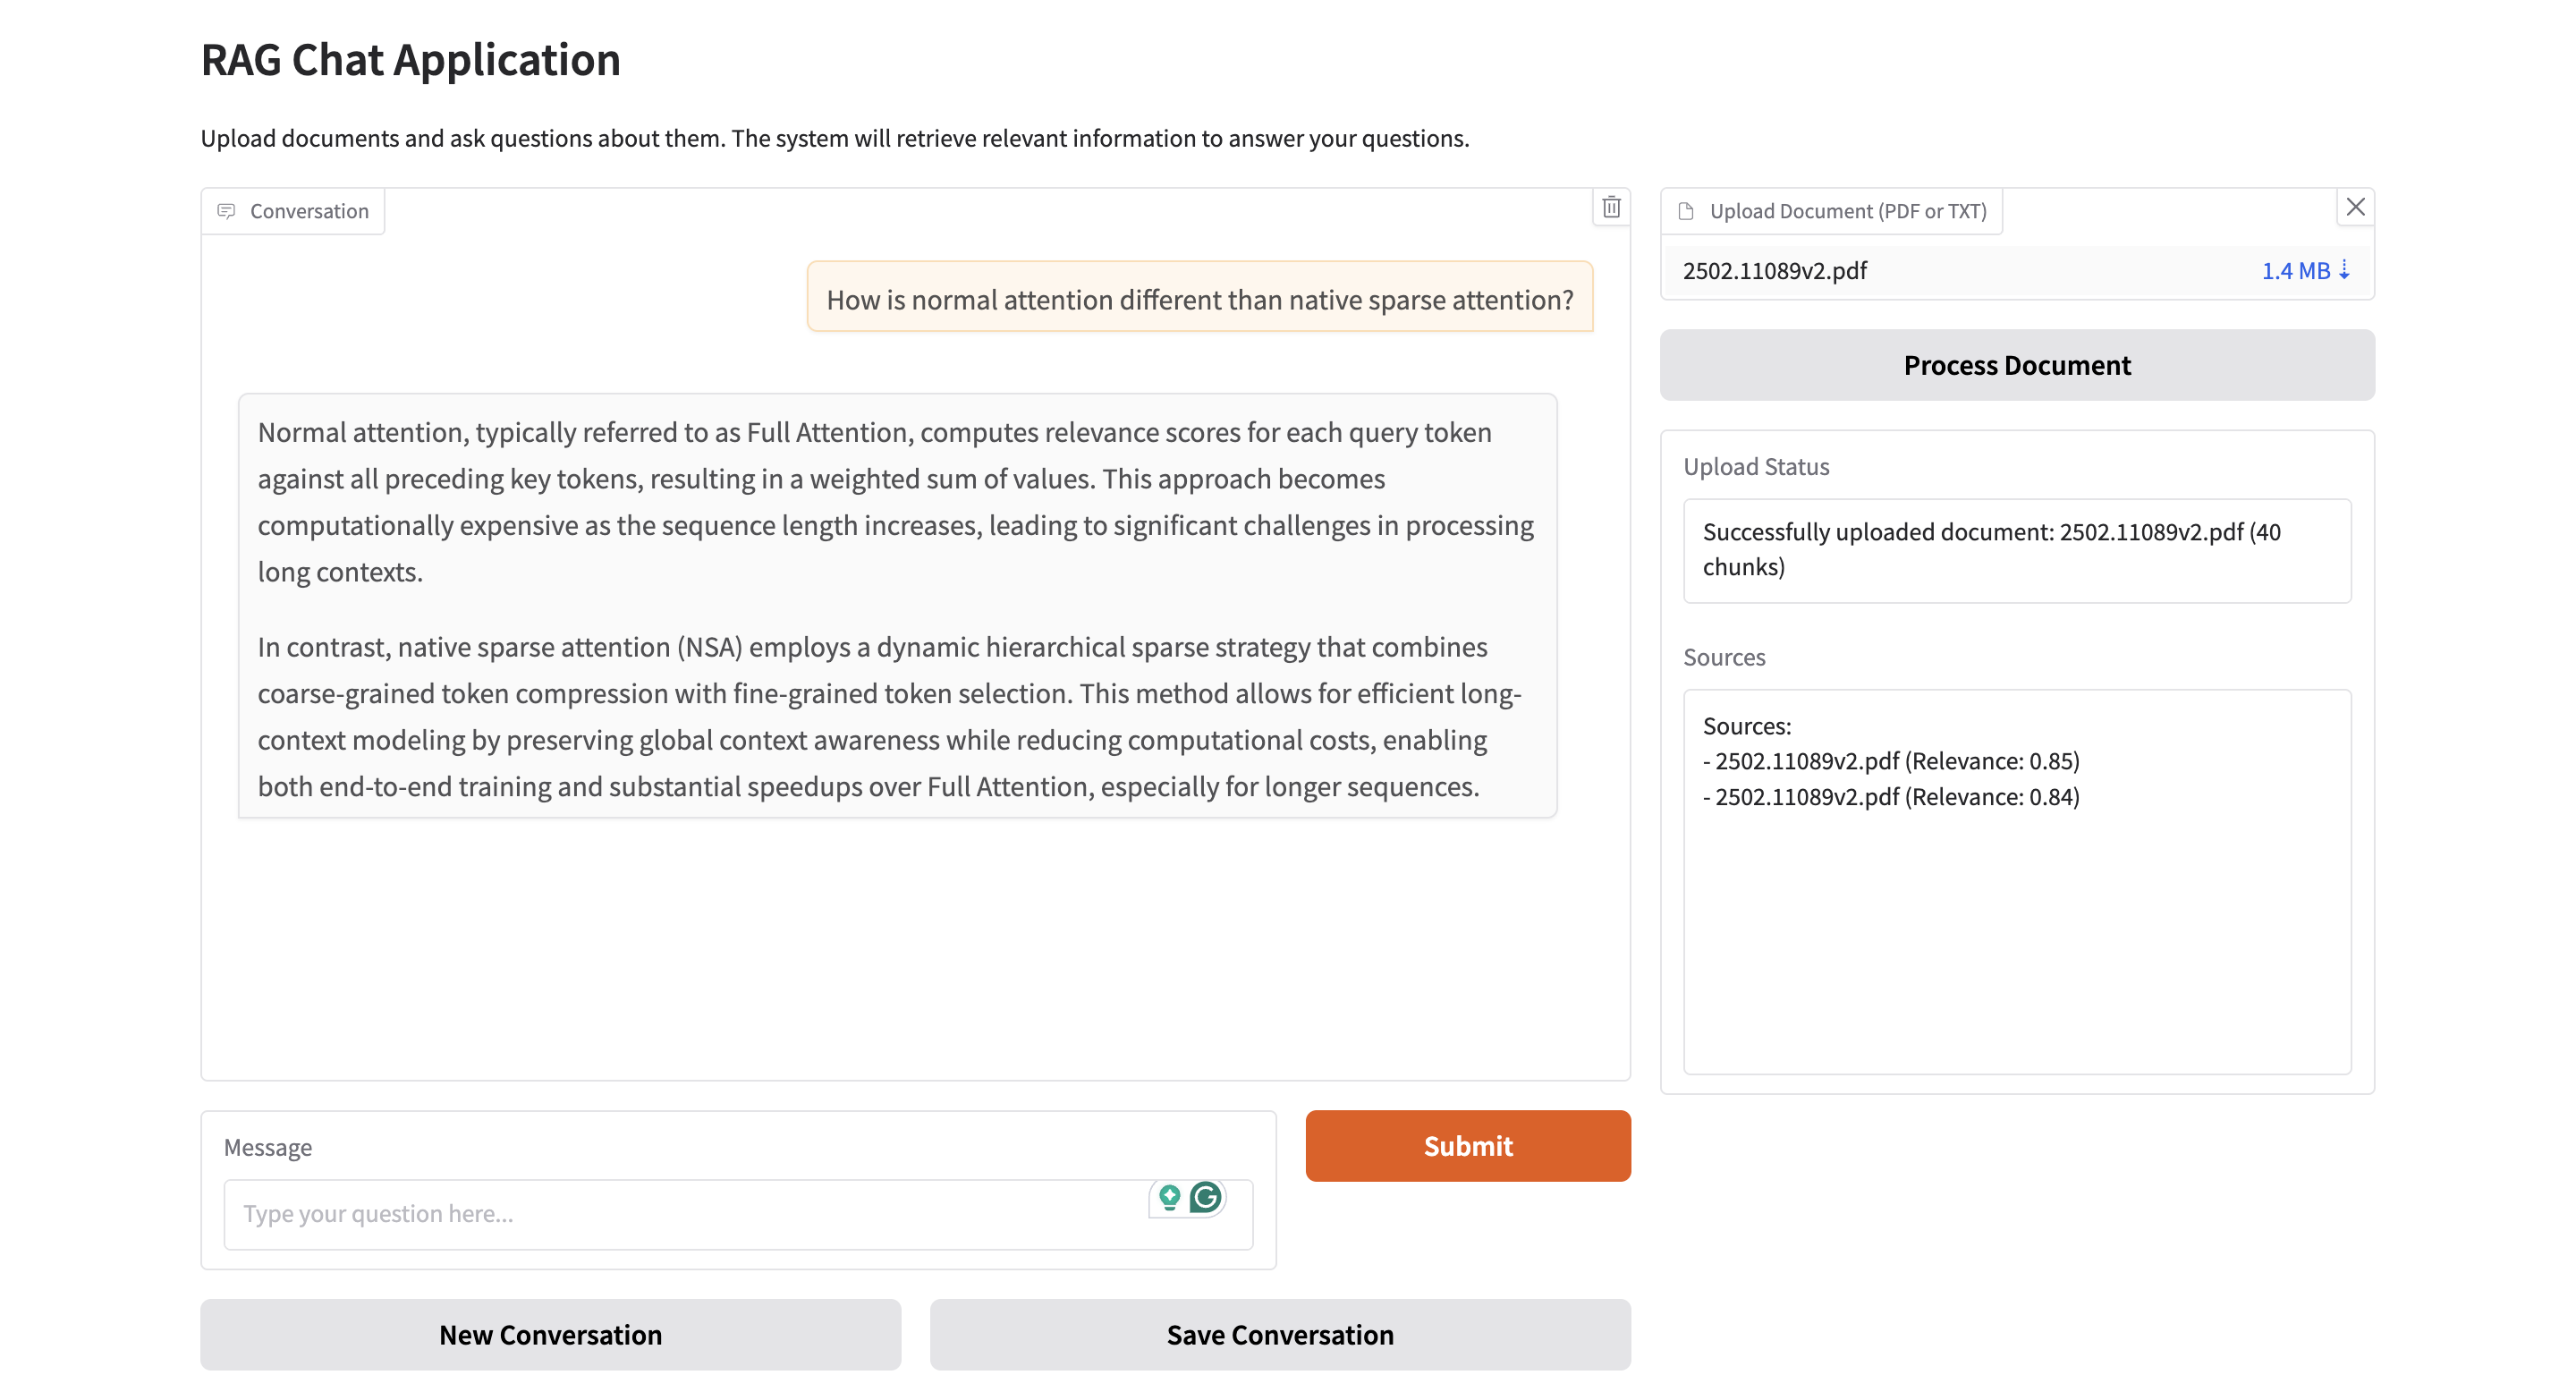 RAG Chat Application
Upload documents and ask questions about them. The system will retrieve relevant information to answer your questions.
Conversation
How is normal attention different than native sparse attention?
Normal attention, typically referred to as Full Attention, computes relevance scores for each query token
against all preceding key tokens, resulting in a weighted sum of values. This approach becomes
computationally expensive as the sequence length increases, leading to significant challenges in processing
long contexts.
In contrast, native sparse attention (NSA) employs a dynamic hierarchical sparse strategy that combines
coarse-grained token compression with fine-grained token selection. This method allows for efficient long-
context modeling by preserving global context awareness while reducing computational costs, enabling
both end-to-end training and substantial speedups over Full Attention, especially for longer sequences.
Message
Type your question here...
Submit
New Conversation
Save Conversation
Upload Document (PDF or TXT)
2502.11089v2.pdf 1.4 MB ⇣
Process Document
Upload Status
Successfully uploaded document: 2502.11089v2.pdf (40
chunks)
Sources
Sources:
- 2502.11089v2.pdf (Relevance: 0.85)
- 2502.11089v2.pdf (Relevance: 0.84)